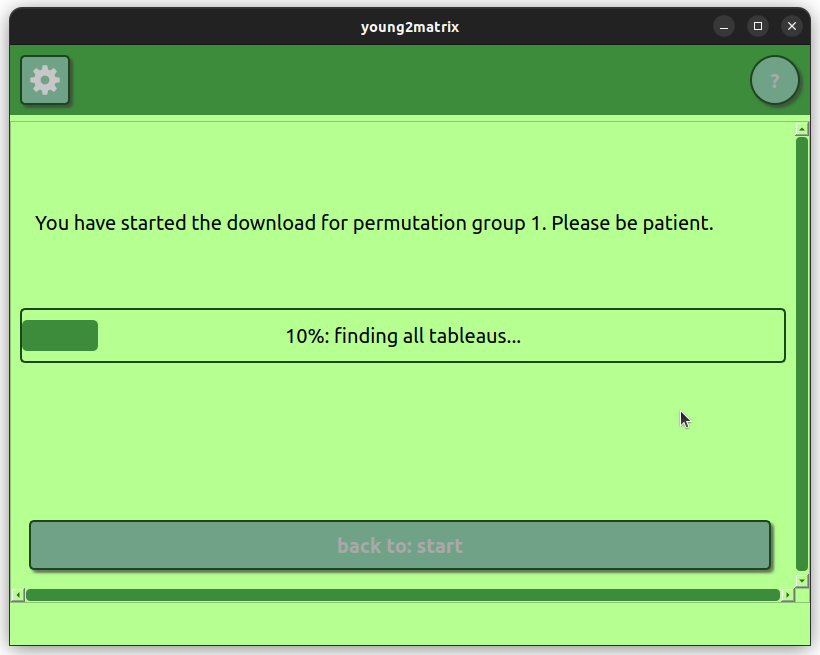 young2matrix
?
You have started the download for permutation group 1. Please be patient.
10%: finding all tableaus...
back to: start